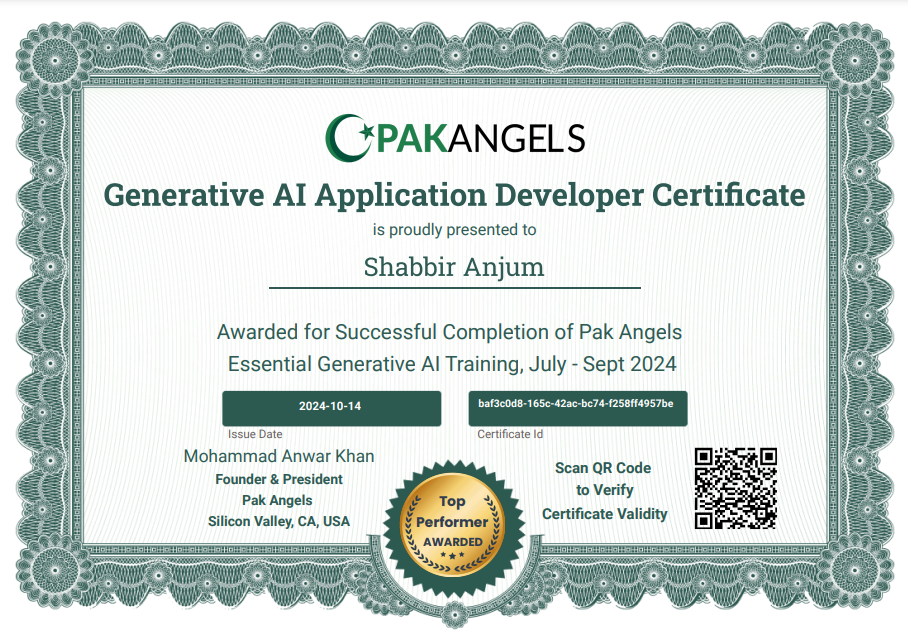 PAKANGELS
Generative AI Application Developer Certificate
is proudly presented to
Shabbir Anjum
Awarded for Successful Completion of Pak Angels
Essential Generative AI Training, July - Sept 2024
2024-10-14
Issue Date
baf3c0d8-165c-42ac-bc74-f258ff4957be
Certificate Id
Mohammad Anwar Khan
Founder & President
Pak Angels
Silicon Valley, CA, USA
Top
Performer
AWARDED
Scan QR Code
to Verify
Certificate Validity